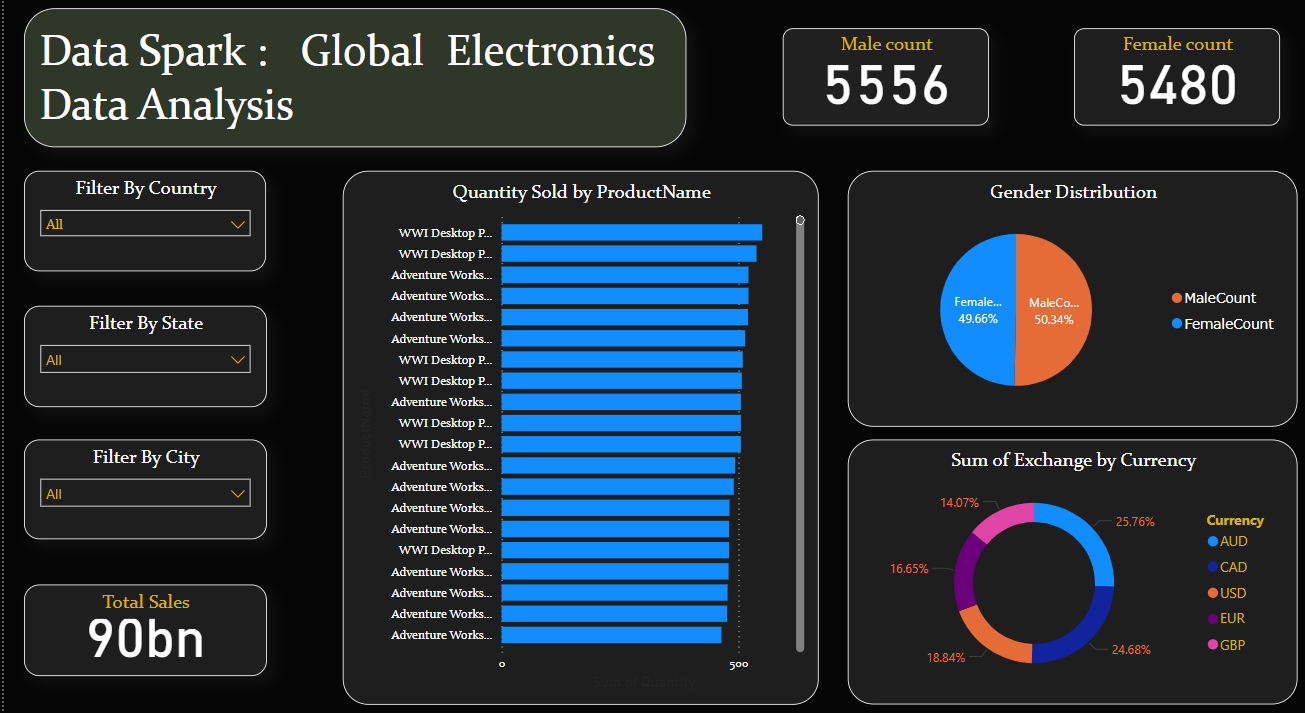 Data Spark : Global Electronics
Data Analysis
Male count
5556
Female count
5480
Filter By Country
All
Filter By State
All
Filter By City
All
Total Sales
90bn
Quantity Sold by ProductName
WWI Desktop P...
WWI Desktop P...
Adventure Works...
Adventure Works...
Adventure Works...
Adventure Works...
WWI Desktop P...
WWI Desktop P...
Adventure Works...
WWI Desktop P...
WWI Desktop P...
Adventure Works...
Adventure Works...
Adventure Works...
Adventure Works...
WWI Desktop P...
Adventure Works...
Adventure Works...
Adventure Works...
Adventure Works...
0 500
ProductName
Sum of Quantity
Gender Distribution
Female...
49.66%
MaleCo...
50.34%
MaleCount
FemaleCount
Sum of Exchange by Currency
14.07%
25.76%
16.65%
18.84%
24.68%
Currency
AUD
CAD
USD
EUR
GBP